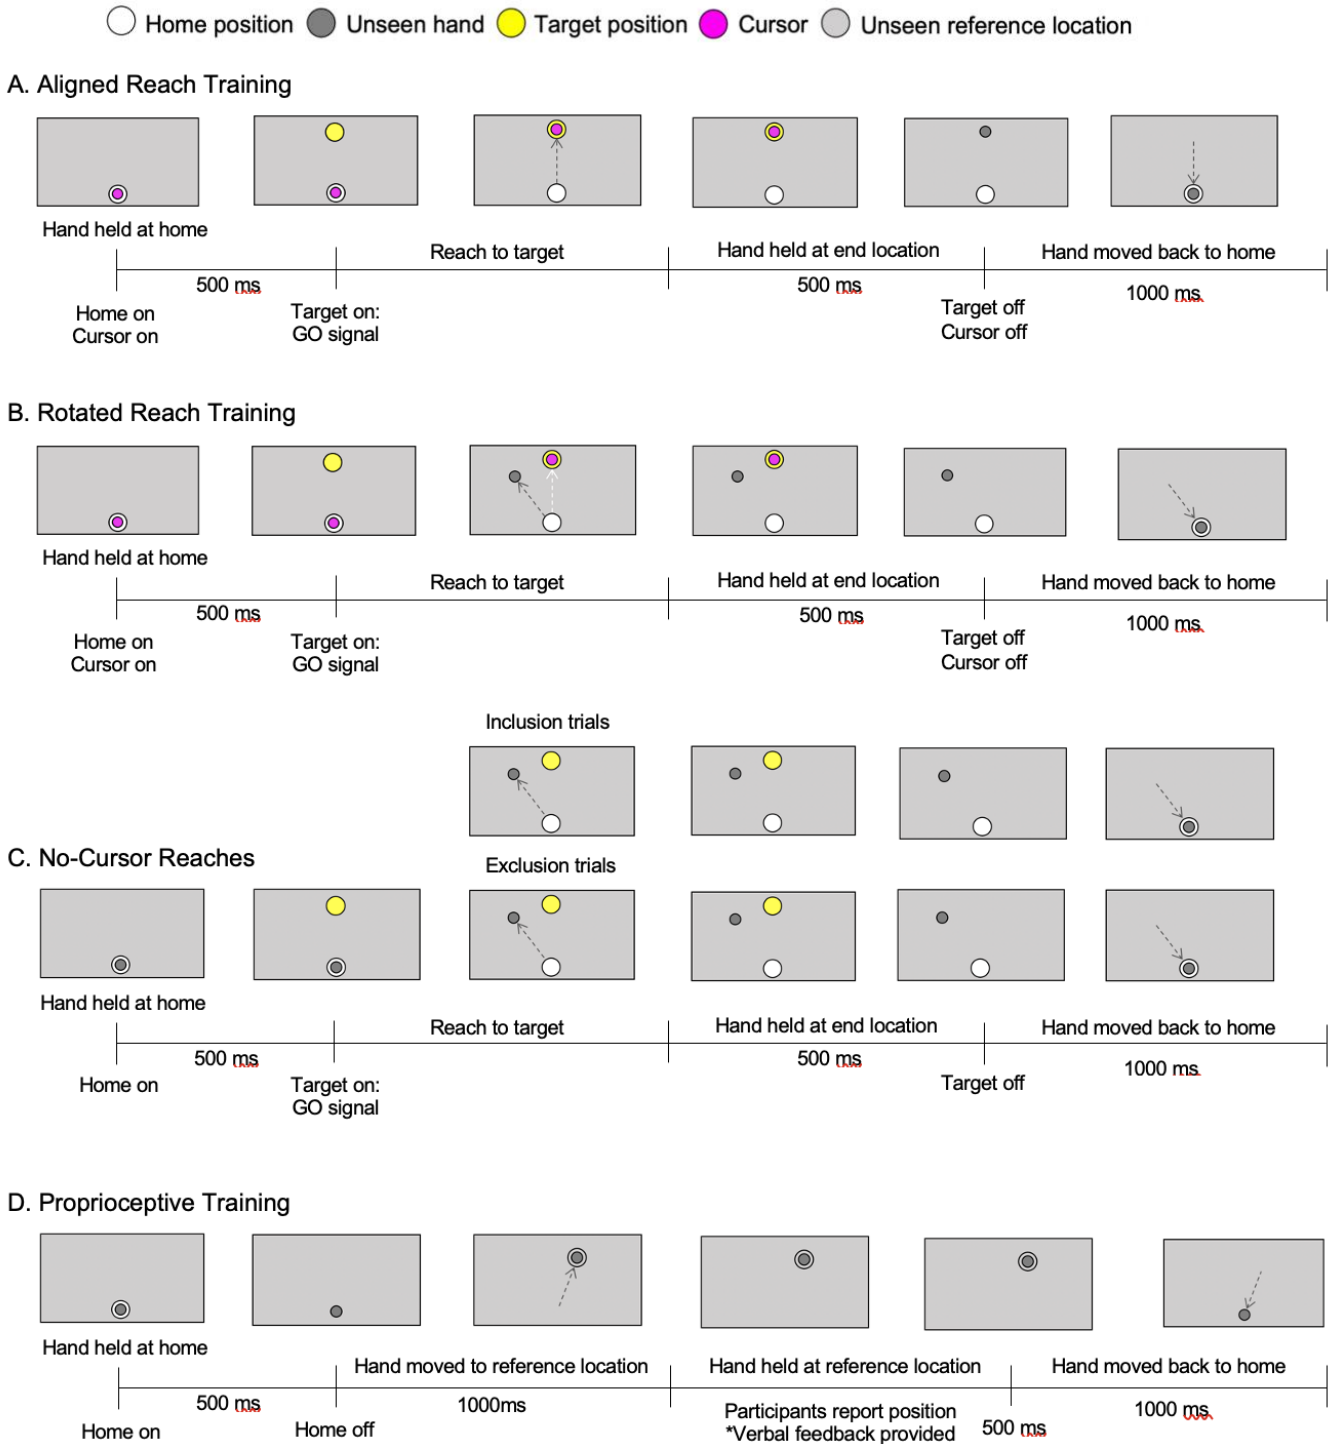 Home position Unseen hand Target position Cursor Unseen reference location
A. Aligned Reach Training
Hand held at home
Reach to target
Hand held at end location
Hand moved back to home
500 ms
500 ms
1000 ms
Home on
Cursor on
Target on:
GO signal
Target off
Cursor off
B. Rotated Reach Training
Hand held at home
Reach to target
Hand held at end location
Hand moved back to home
500 ms
500 ms
1000 ms
Home on
Cursor on
Target on:
GO signal
Target off
Cursor off
Inclusion trials
C. No-Cursor Reaches
Exclusion trials
Hand held at home
Reach to target
Hand held at end location
Hand moved back to home
500 ms
500 ms
1000 ms
Home on
Target on:
GO signal
Target off
D. Proprioceptive Training
Hand held at home
Hand moved to reference location
Hand held at reference location
Hand moved back to home
500 ms
1000ms
1000 ms
Home on
Home off
Participants report position
*Verbal feedback provided
500 ms